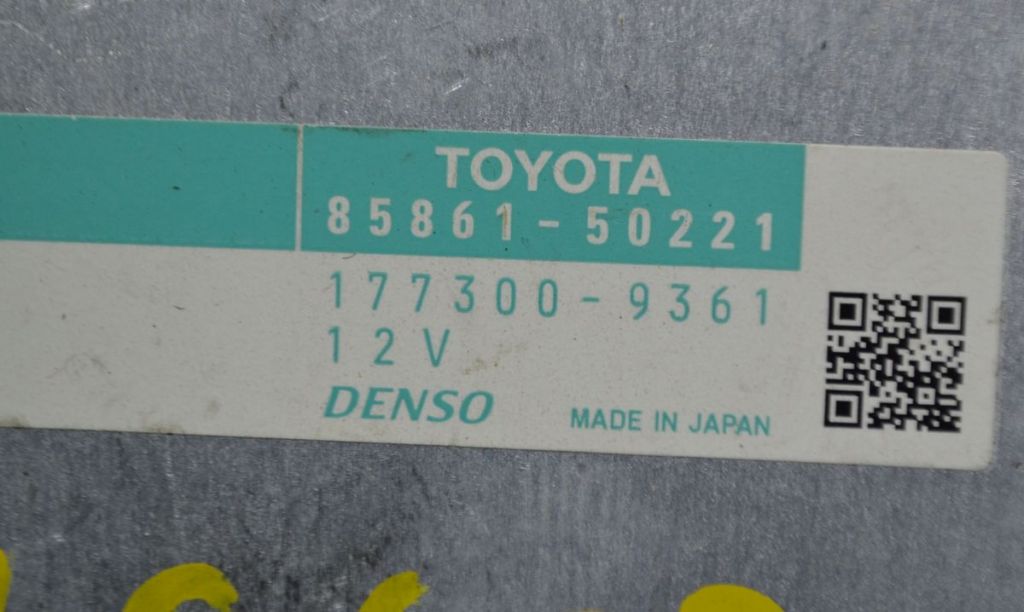 TOYOTA
85861-50221
177300-9361
12V
DENSO MADE IN JAPAN